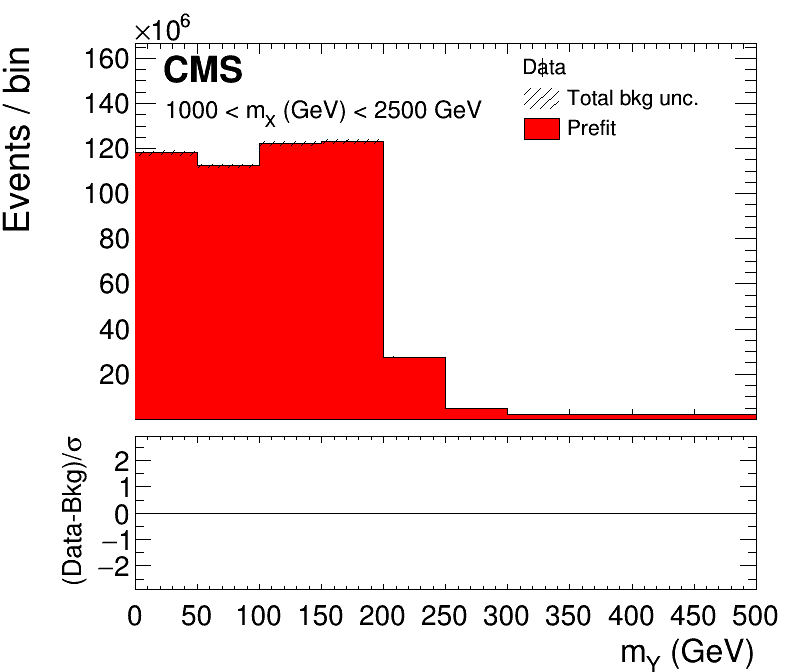 ×10⁶
Events / bin
160
140
120
100
80
60
40
20
CMS
1000 < m_X (GeV) < 2500 GeV
Data
Total bkg unc.
Prefit
(Data-Bkg)/σ
2
1
0
−1
−2
0 50 100 150 200 250 300 350 400 450 500
m_Y (GeV)